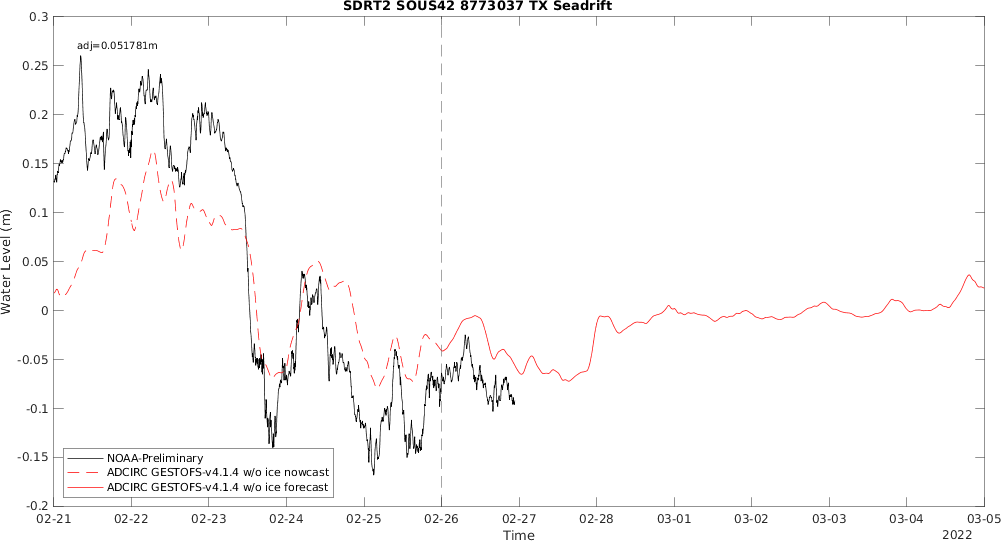 SDRT2 SOUS42 8773037 TX Seadrift
adj=0.051781m
0.3
0.25
0.2
0.15
0.1
0.05
0
-0.05
-0.1
-0.15
-0.2
Water Level (m)
NOAA-Preliminary
ADCIRC GESTOFS-v4.1.4 w/o ice nowcast
ADCIRC GESTOFS-v4.1.4 w/o ice forecast
02-21 02-22 02-23 02-24 02-25 02-26 02-27 02-28 03-01 03-02 03-03 03-04 03-05
Time
2022